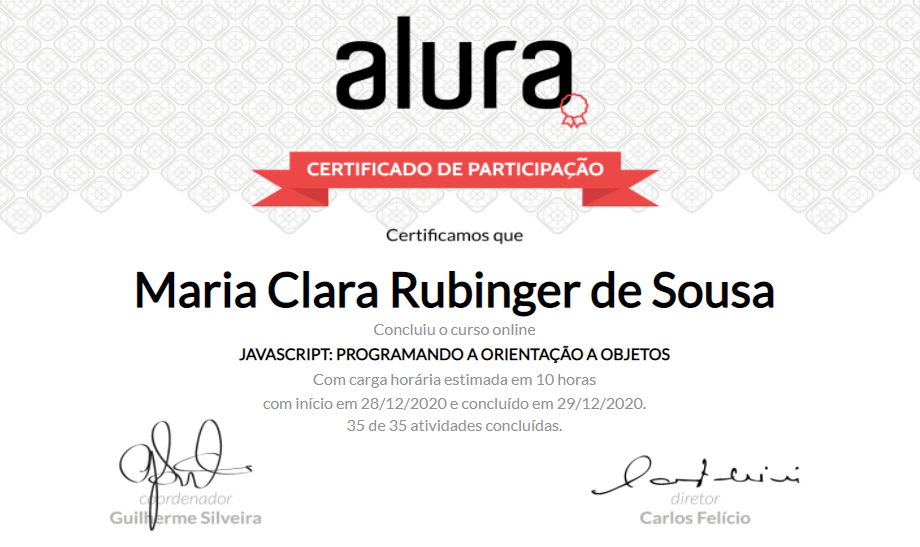 alura
CERTIFICADO DE PARTICIPAÇÃO
Certificamos que
Maria Clara Rubinger de Sousa
Concluiu o curso online
JAVASCRIPT: PROGRAMANDO A ORIENTAÇÃO A OBJETOS
Com carga horária estimada em 10 horas
com início em 28/12/2020 e concluído em 29/12/2020.
35 de 35 atividades concluídas.
coordenador
Guilherme Silveira
diretor
Carlos Felício